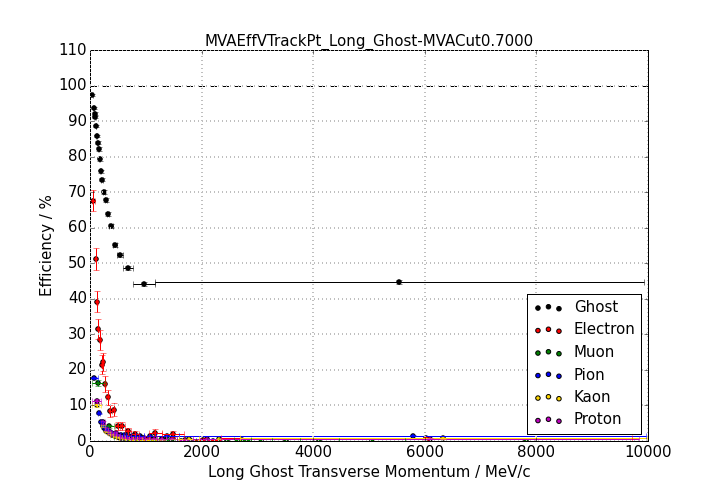 MVAEffVTrackPt_Long_Ghost-MVACut0.7000
110
100
90
80
70
60
50
40
30
20
10
0
Efficiency / %
Ghost
Electron
Muon
Pion
Kaon
Proton
0 2000 4000 6000 8000 10000
Long Ghost Transverse Momentum / MeV/c